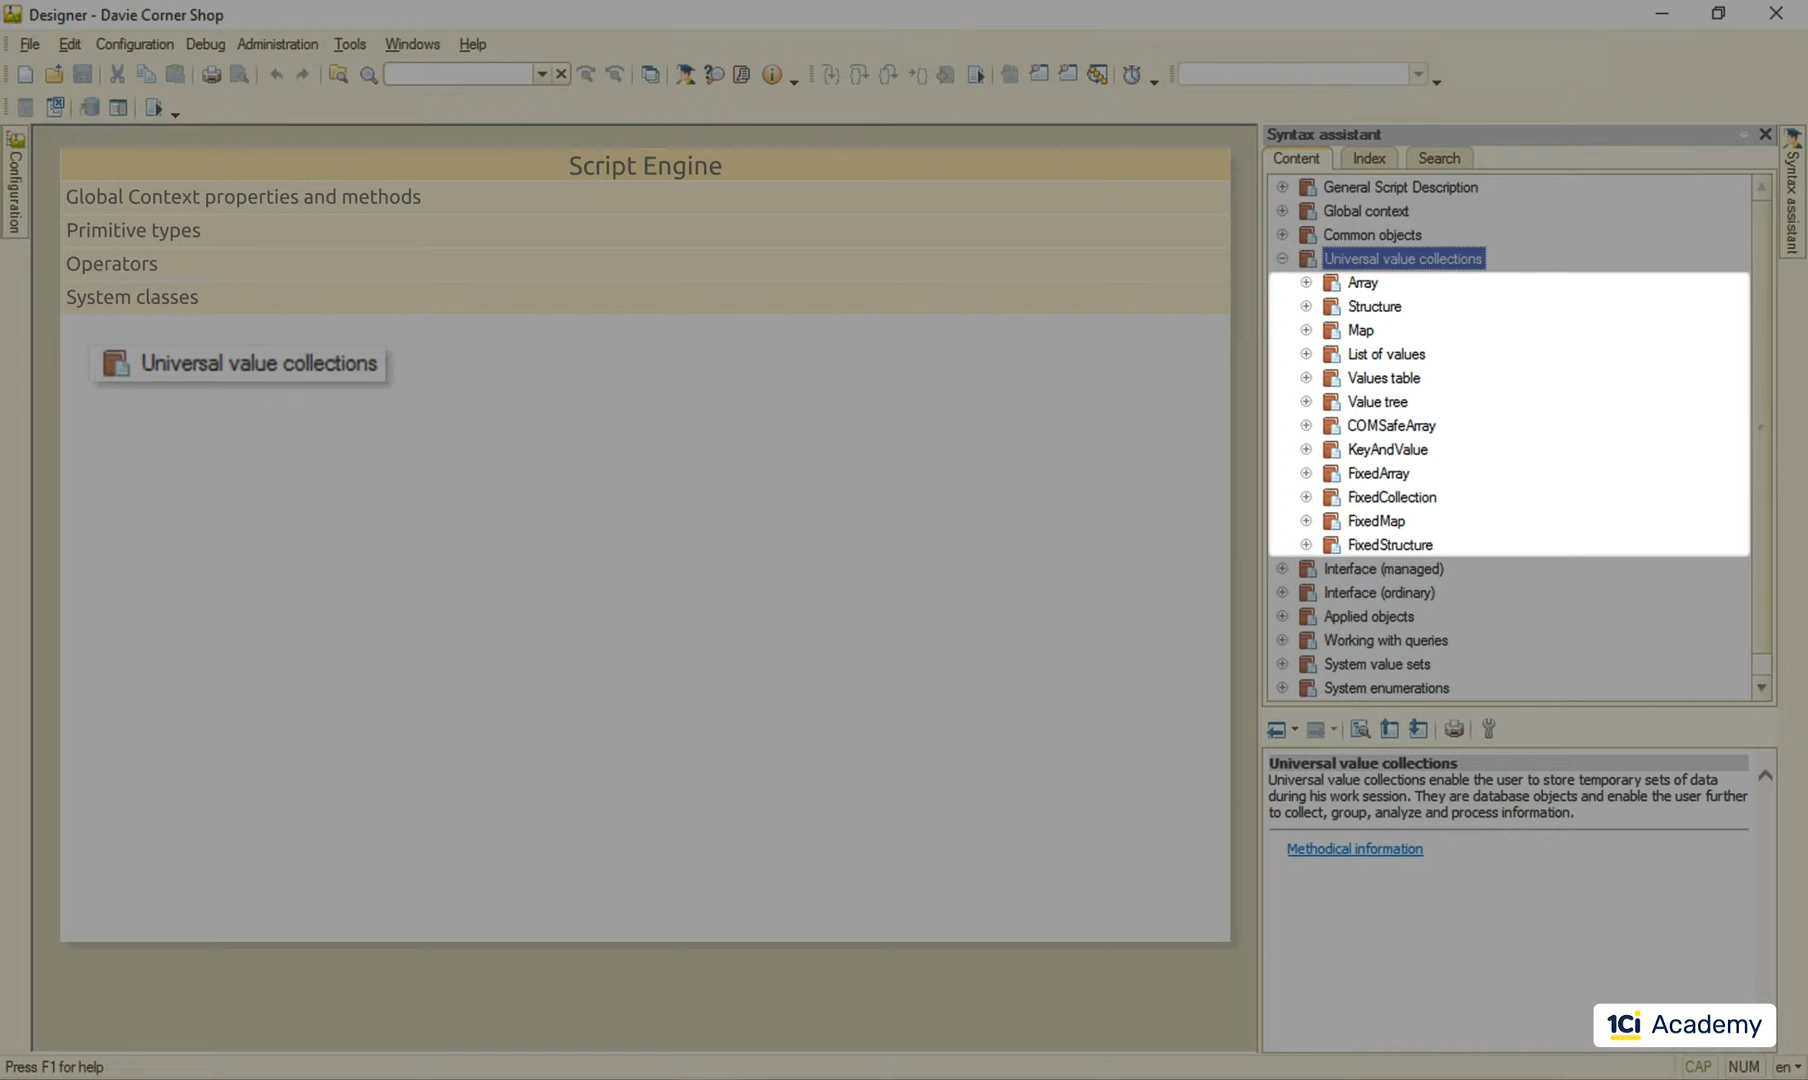 Designer - Davie Corner Shop
File Edit Configuration Debug Administration Tools Windows Help
Configuration
Script Engine
Global Context properties and methods
Primitive types
Operators
System classes
Universal value collections
Syntax assistant
Content Index Search
General Script Description
Global context
Common objects
Universal value collections
Array
Structure
Map
List of values
Values table
Value tree
COMSafeArray
KeyAndValue
FixedArray
FixedCollection
FixedMap
FixedStructure
Interface (managed)
Interface (ordinary)
Applied objects
Working with queries
System value sets
System enumerations
Syntax assistant
Universal value collections
Universal value collections enable the user to store temporary sets of data
during his work session. They are database objects and enable the user further
to collect, group, analyze and process information.
Methodical information
1Ci Academy
Press F1 for help
CAP NUM en